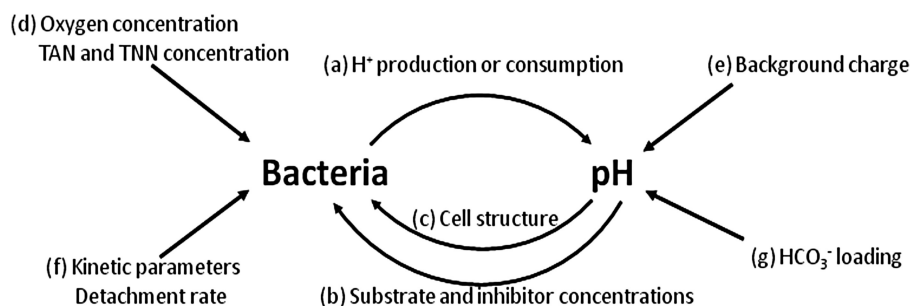 (d) Oxygen concentration
TAN and TNN concentration
(a) H⁺ production or consumption
(e) Background charge
Bacteria
pH
(c) Cell structure
(g) HCO₃⁻ loading
(f) Kinetic parameters
Detachment rate
(b) Substrate and inhibitor concentrations